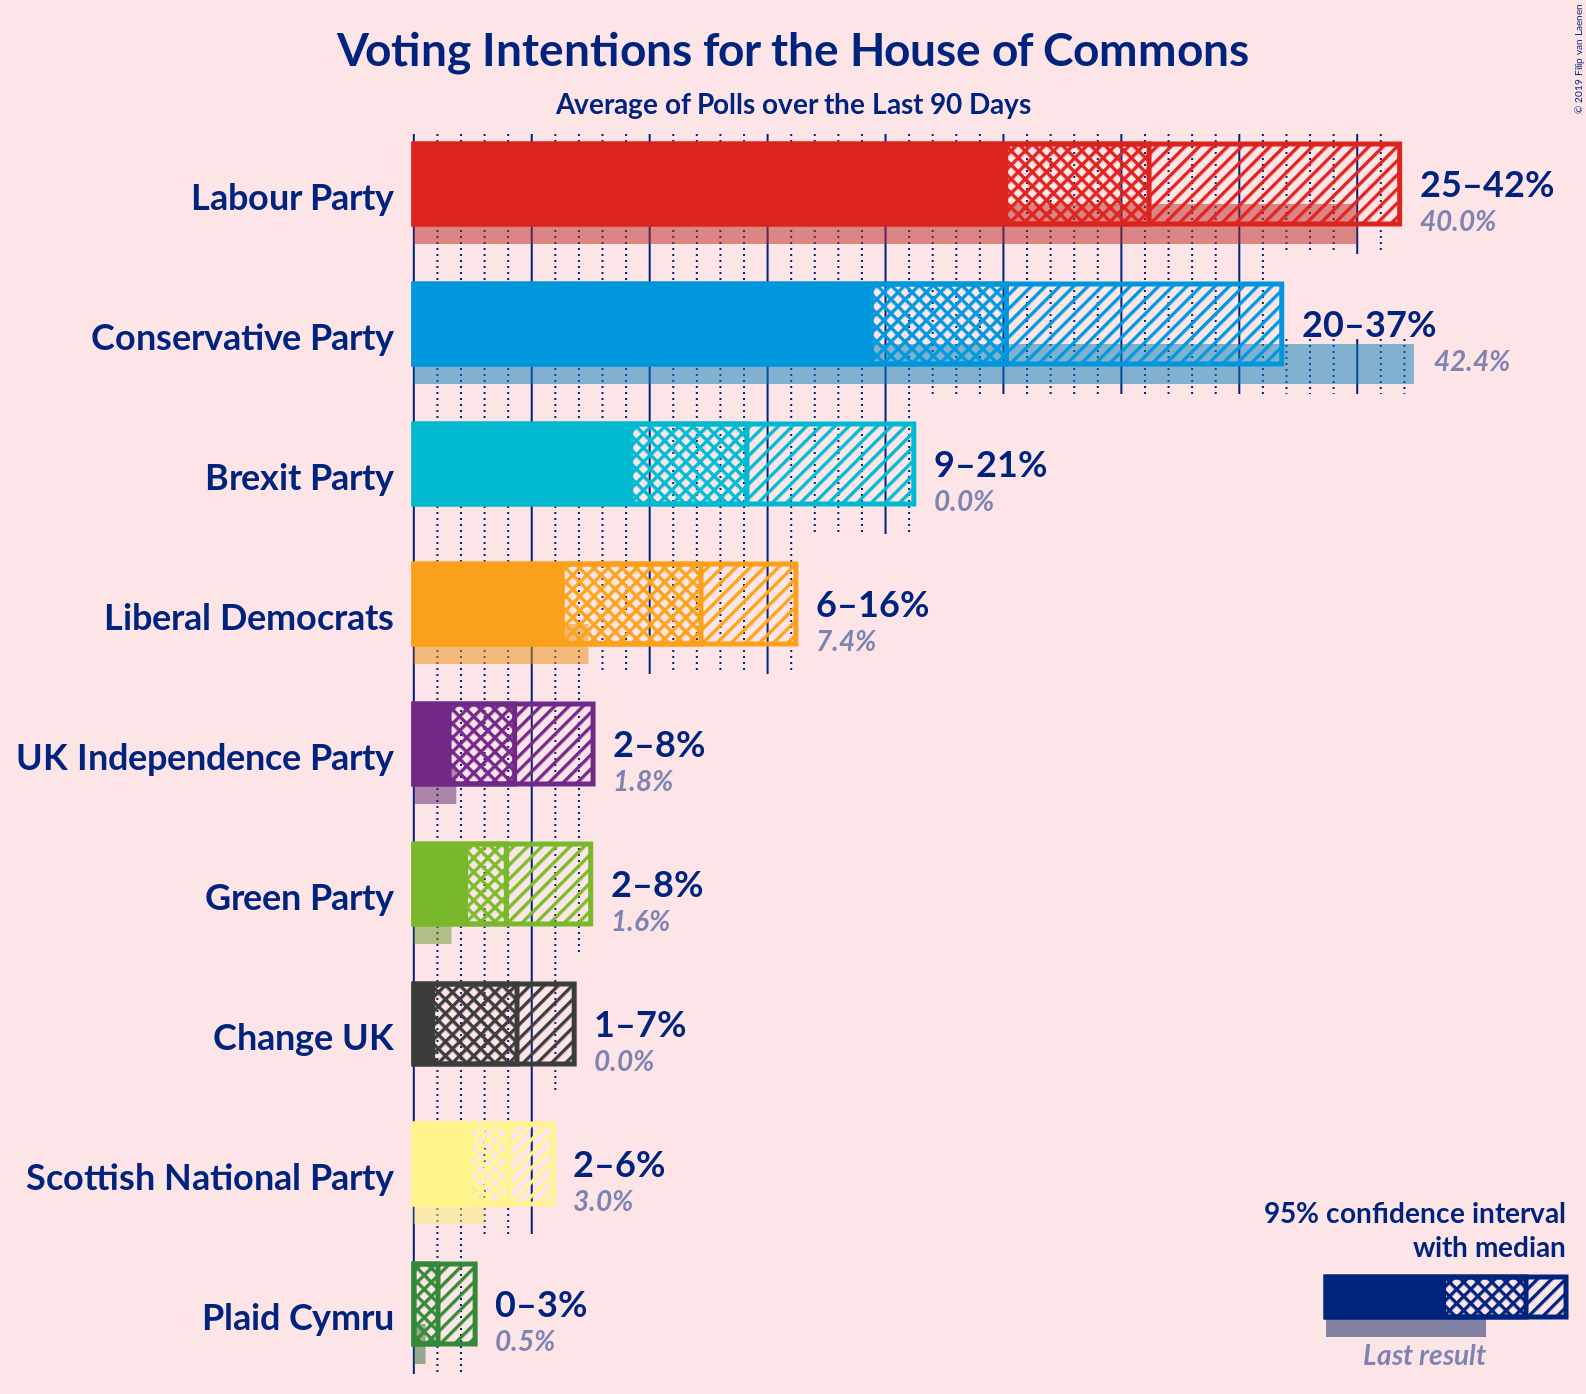 Voting Intentions for the House of Commons
Average of Polls over the Last 90 Days
© 2019 Filip van Laenen
Labour Party
25–42%
40.0%
Conservative Party
20–37%
42.4%
Brexit Party
9–21%
0.0%
Liberal Democrats
6–16%
7.4%
UK Independence Party
2–8%
1.8%
Green Party
2–8%
1.6%
Change UK
1–7%
0.0%
Scottish National Party
2–6%
3.0%
Plaid Cymru
0–3%
0.5%
95% confidence interval
with median
Last result